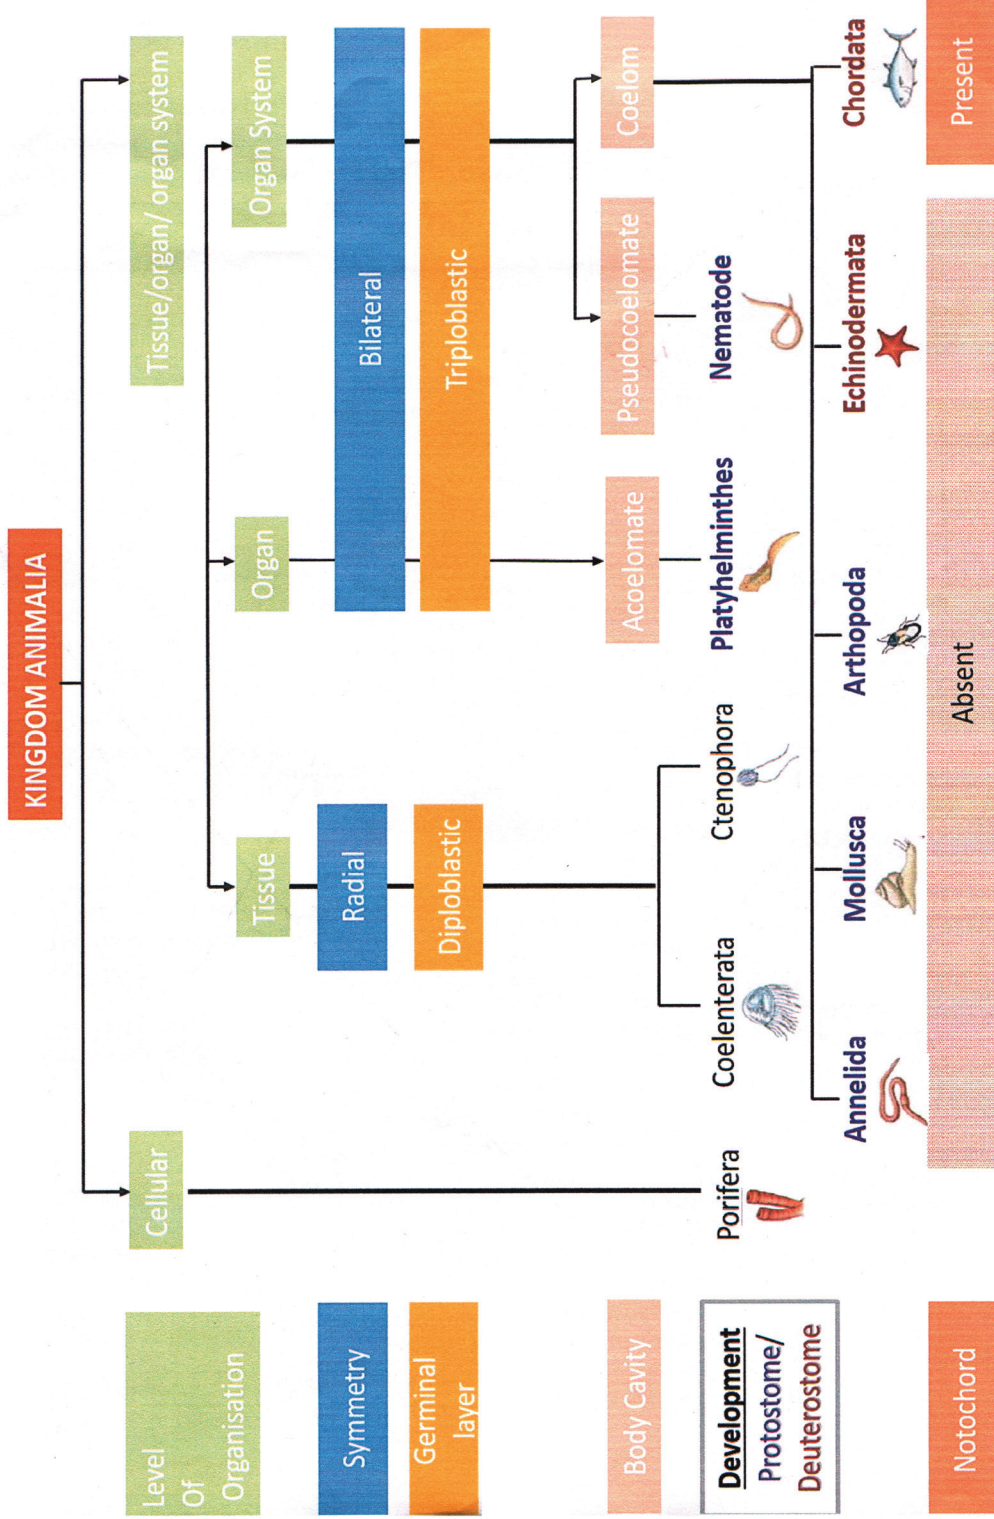 KINGDOM ANIMALIA
Level
Of
Organisation
Cellular
Tissue/organ/ organ system
Tissue
Organ
Organ System
Symmetry
Radial
Bilateral
Germinal
layer
Diploblastic
Triploblastic
Body Cavity
Acoelomate
Pseudocoelomate
Coelom
Development
Protostome/
Deuterostome
Porifera
Coelenterata
Ctenophora
Platyhelminthes
Nematode
Annelida
Mollusca
Arthopoda
Echinodermata
Chordata
Notochord
Absent
Present